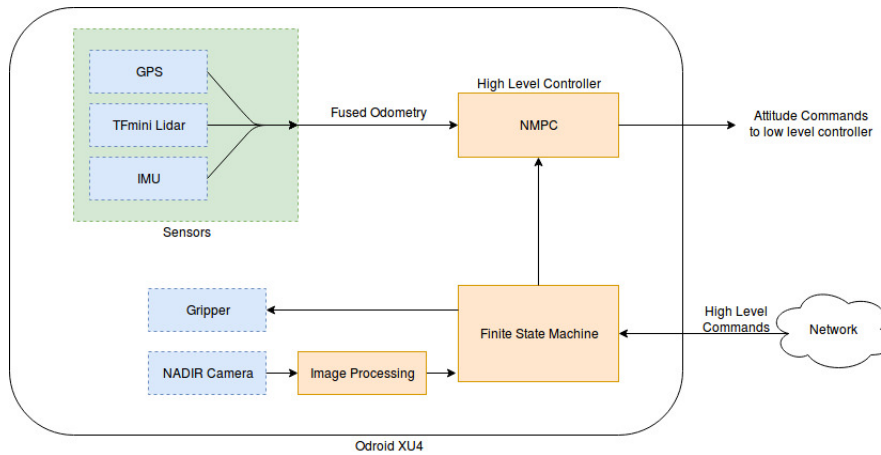 GPS
TFmini Lidar
IMU
Sensors
Fused Odometry
High Level Controller
NMPC
Attitude Commands
to low level controller
Gripper
NADIR Camera
Image Processing
Finite State Machine
High Level
Commands
Network
Odroid XU4